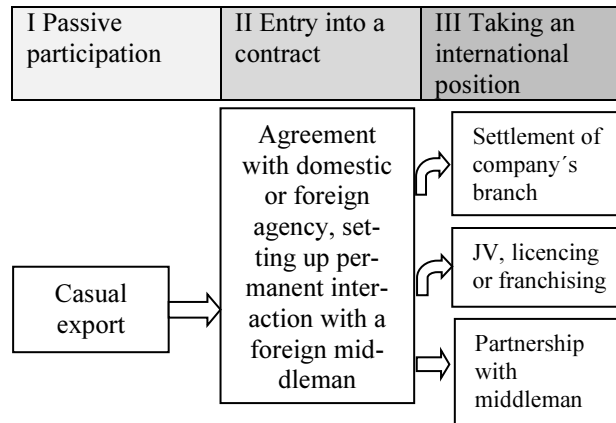 I Passive
participation
II Entry into a
contract
III Taking an
international
position
Casual
export
Agreement
with domestic
or foreign
agency, set-
ting up per-
manent inter-
action with a
foreign mid-
dleman
Settlement of
company´s
branch
JV, licencing
or franchising
Partnership
with
middleman